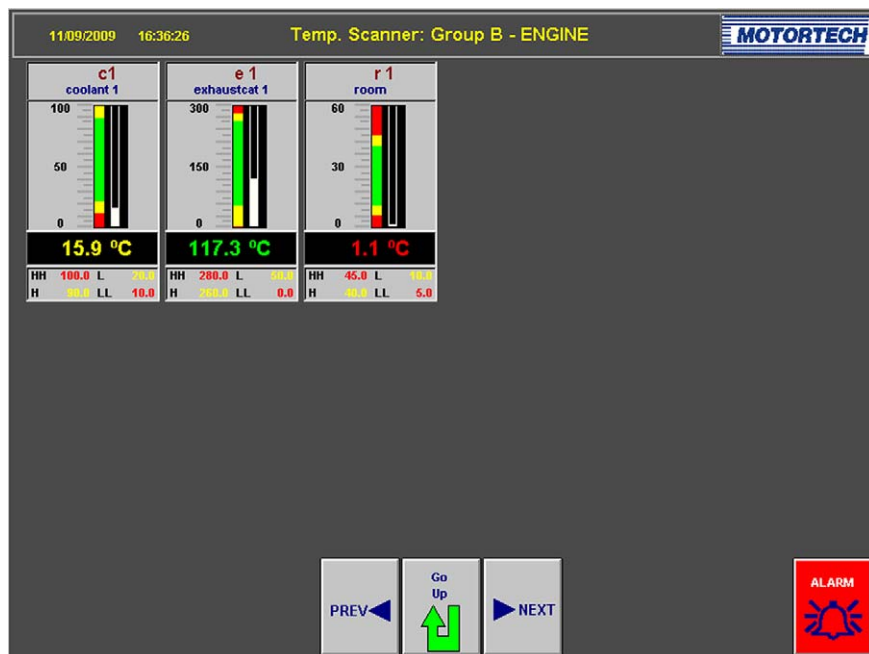 11/09/2009 16:36:26 Temp. Scanner: Group B - ENGINE MOTORTECH
c1 e 1 r 1
coolant 1 exhaustcat 1 room
100 300 60
50 150 30
0 0 0
15.9 °C 117.3 °C 1.1 °C
HH 100.0 L 20.0 HH 280.0 L 50.0 HH 45.0 L 10.0
H 90.0 LL 10.0 H 260.0 LL 0.0 H 40.0 LL 5.0
Go
Up
PREV NEXT
ALARM